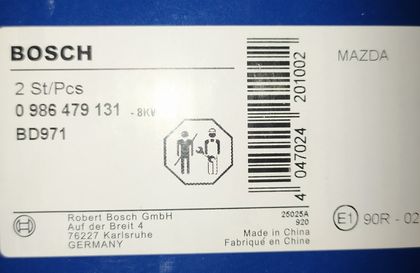 BOSCH
MAZDA
2 St/Pcs
0 986 479 131 - 8KW
BD971
4 047024 201002
Robert Bosch GmbH
Auf der Breit 4
76227 Karlsruhe
GERMANY
25025A
920
Made in China
Fabriqué en Chine
E1 90R - 02